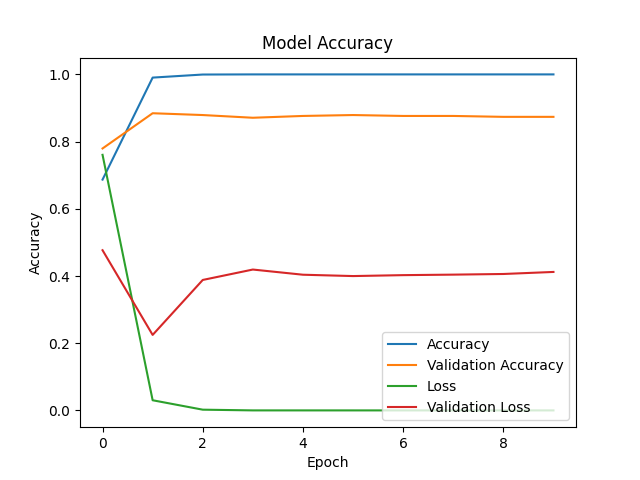 Model Accuracy
1.0
0.8
0.6
0.4
0.2
0.0
Accuracy
0 2 4 6 8
Epoch
Accuracy
Validation Accuracy
Loss
Validation Loss